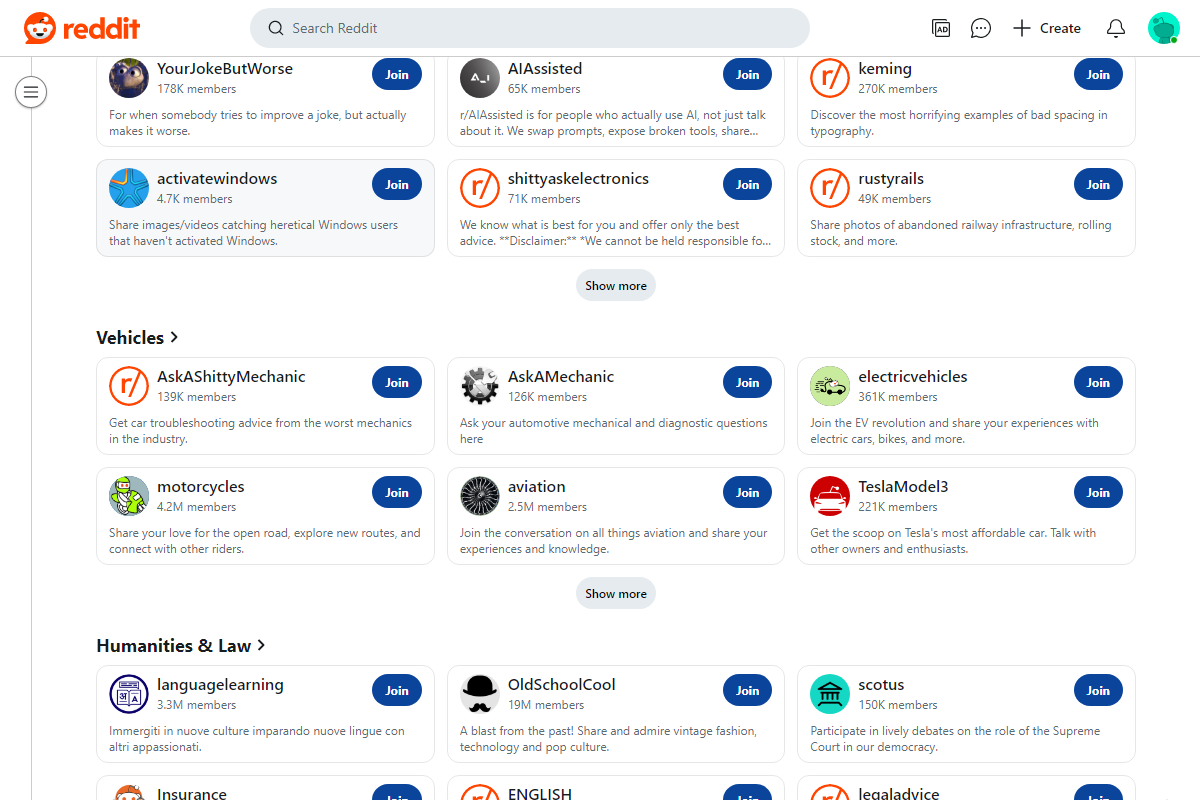 reddit
Search Reddit
AD
Create
YourJokeButWorse
178K members
Join
For when somebody tries to improve a joke, but actually
makes it worse.
AIAssisted
65K members
Join
r/AIAssisted is for people who actually use AI, not just talk
about it. We swap prompts, expose broken tools, share...
r/
keming
270K members
Join
Discover the most horrifying examples of bad spacing in
typography.
activatewindows
4.7K members
Join
Share images/videos catching heretical Windows users
that haven't activated Windows.
r/
shittyaskelectronics
71K members
Join
We know what is best for you and offer only the best
advice. **Disclaimer:** *We cannot be held responsible fo...
r/
rustyrails
49K members
Join
Share photos of abandoned railway infrastructure, rolling
stock, and more.
Show more
Vehicles
r/
AskAShittyMechanic
139K members
Join
Get car troubleshooting advice from the worst mechanics
in the industry.
AskAMechanic
126K members
Join
Ask your automotive mechanical and diagnostic questions
here
electricvehicles
361K members
Join
Join the EV revolution and share your experiences with
electric cars, bikes, and more.
motorcycles
4.2M members
Join
Share your love for the open road, explore new routes, and
connect with other riders.
aviation
2.5M members
Join
Join the conversation on all things aviation and share your
experiences and knowledge.
TeslaModel3
221K members
Join
Get the scoop on Tesla's most affordable car. Talk with
other owners and enthusiasts.
Show more
Humanities & Law
languagelearning
3.3M members
Join
Immergiti in nuove culture imparando nuove lingue con
altri appassionati.
OldSchoolCool
19M members
Join
A blast from the past! Share and admire vintage fashion,
technology and pop culture.
scotus
150K members
Join
Participate in lively debates on the role of the Supreme
Court in our democracy.
Insurance
Join
r/
ENGLISH
Join
r/
legaladvice
Join